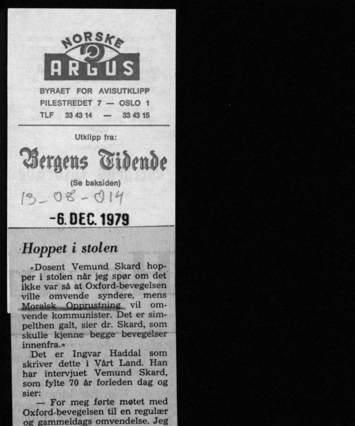 NORSKE
ARGUS
BYRAET FOR AVISUTKLIPP
PILESTREDET 7 — OSLO 1
TLF 33 43 14 — 33 43 15
Utklipp fra:
Bergens Tidende
(Se baksiden)
13-08-014
-6. DEC. 1979
Hoppet i stolen
«Dosent Vemund Skard hop-
per i stolen når jeg spør om det
ikke var så at Oxford-bevegelsen
ville omvende syndere, mens
Moralsk Opprustning vil om-
vende kommunister. Det er sim-
pelthen galt, sier dr. Skard, som
skulle kjenne begge bevegelser
innenfra.»
Det er Ingvar Haddal som
skriver dette i Vårt Land. Han
har intervjuet Vemund Skard,
som fylte 70 år forleden dag og
sier:
— For meg førte møtet med
Oxford-bevegelsen til en regulær
og gammeldags omvendelse. Jeg